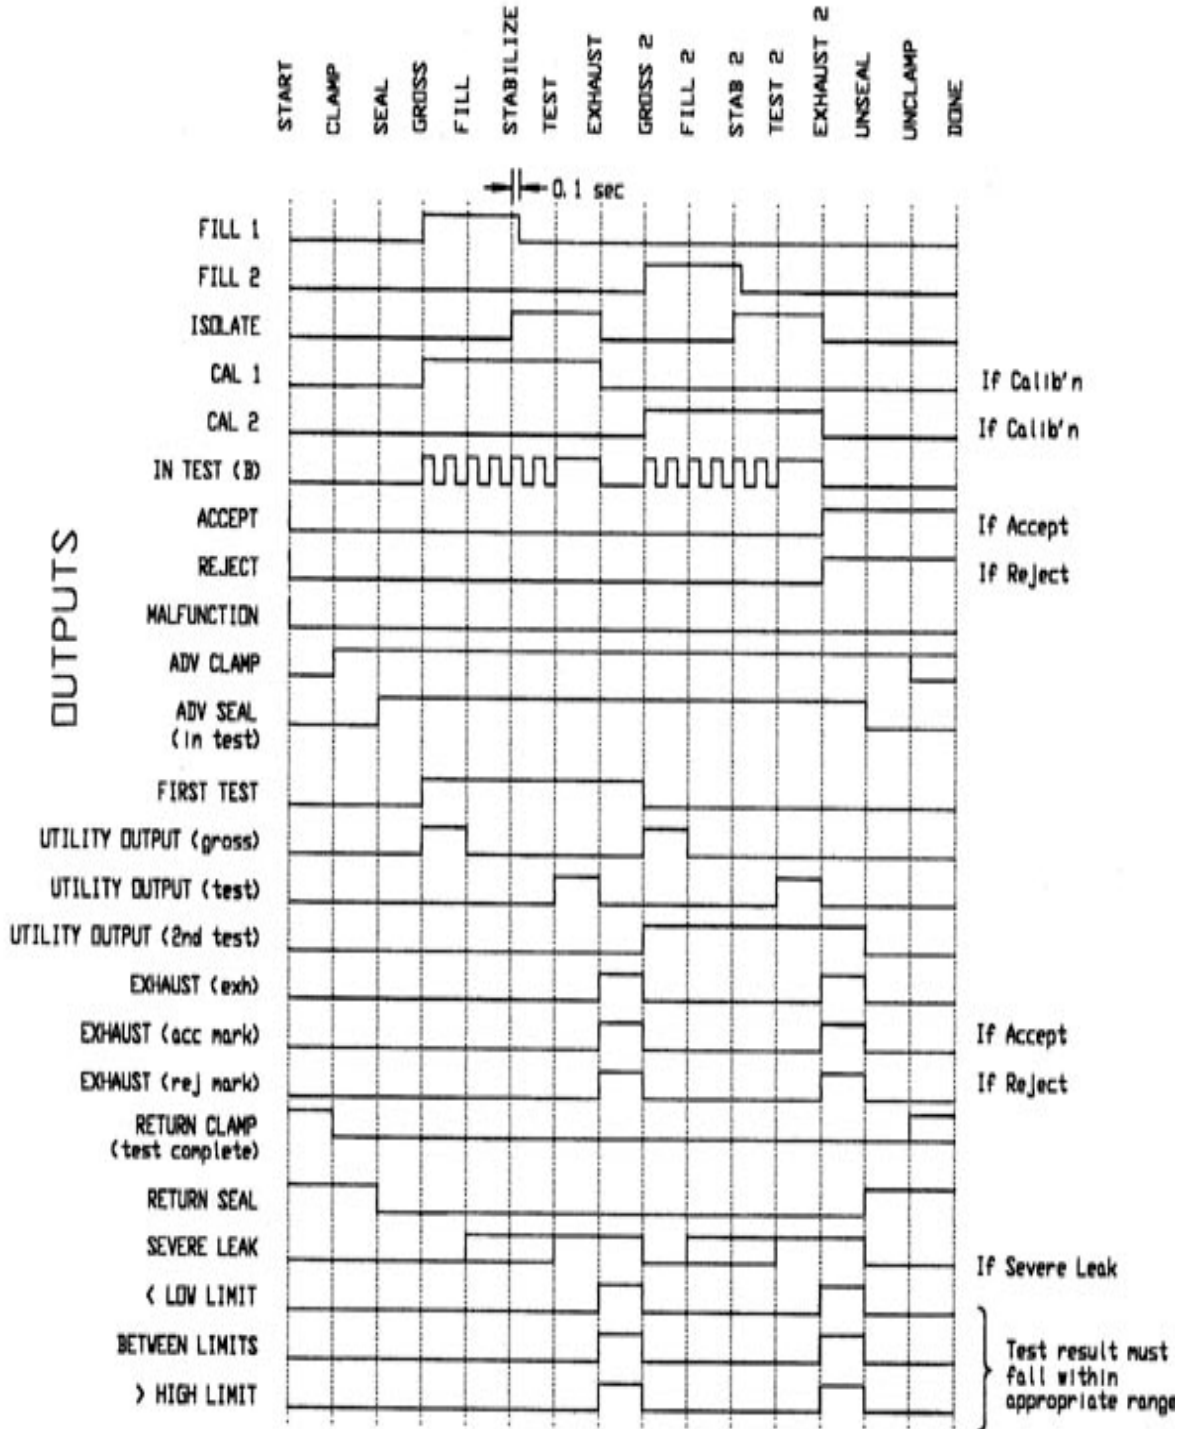 START
CLAMP
SEAL
GROSS
FILL
STABILIZE
TEST
EXHAUST
GROSS 2
FILL 2
STAB 2
TEST 2
EXHAUST 2
UNSEAL
UNCLAMP
DONE
0.1 sec
OUTPUTS
FILL 1
FILL 2
ISOLATE
CAL 1
If Calib'n
CAL 2
If Calib'n
IN TEST (B)
ACCEPT
If Accept
REJECT
If Reject
MALFUNCTION
ADV CLAMP
ADV SEAL
(in test)
FIRST TEST
UTILITY OUTPUT (gross)
UTILITY OUTPUT (test)
UTILITY OUTPUT (2nd test)
EXHAUST (exh)
EXHAUST (acc mark)
If Accept
EXHAUST (rej mark)
If Reject
RETURN CLAMP
(test complete)
RETURN SEAL
SEVERE LEAK
If Severe Leak
< LOW LIMIT
BETWEEN LIMITS
> HIGH LIMIT
Test result must
fall within
appropriate range